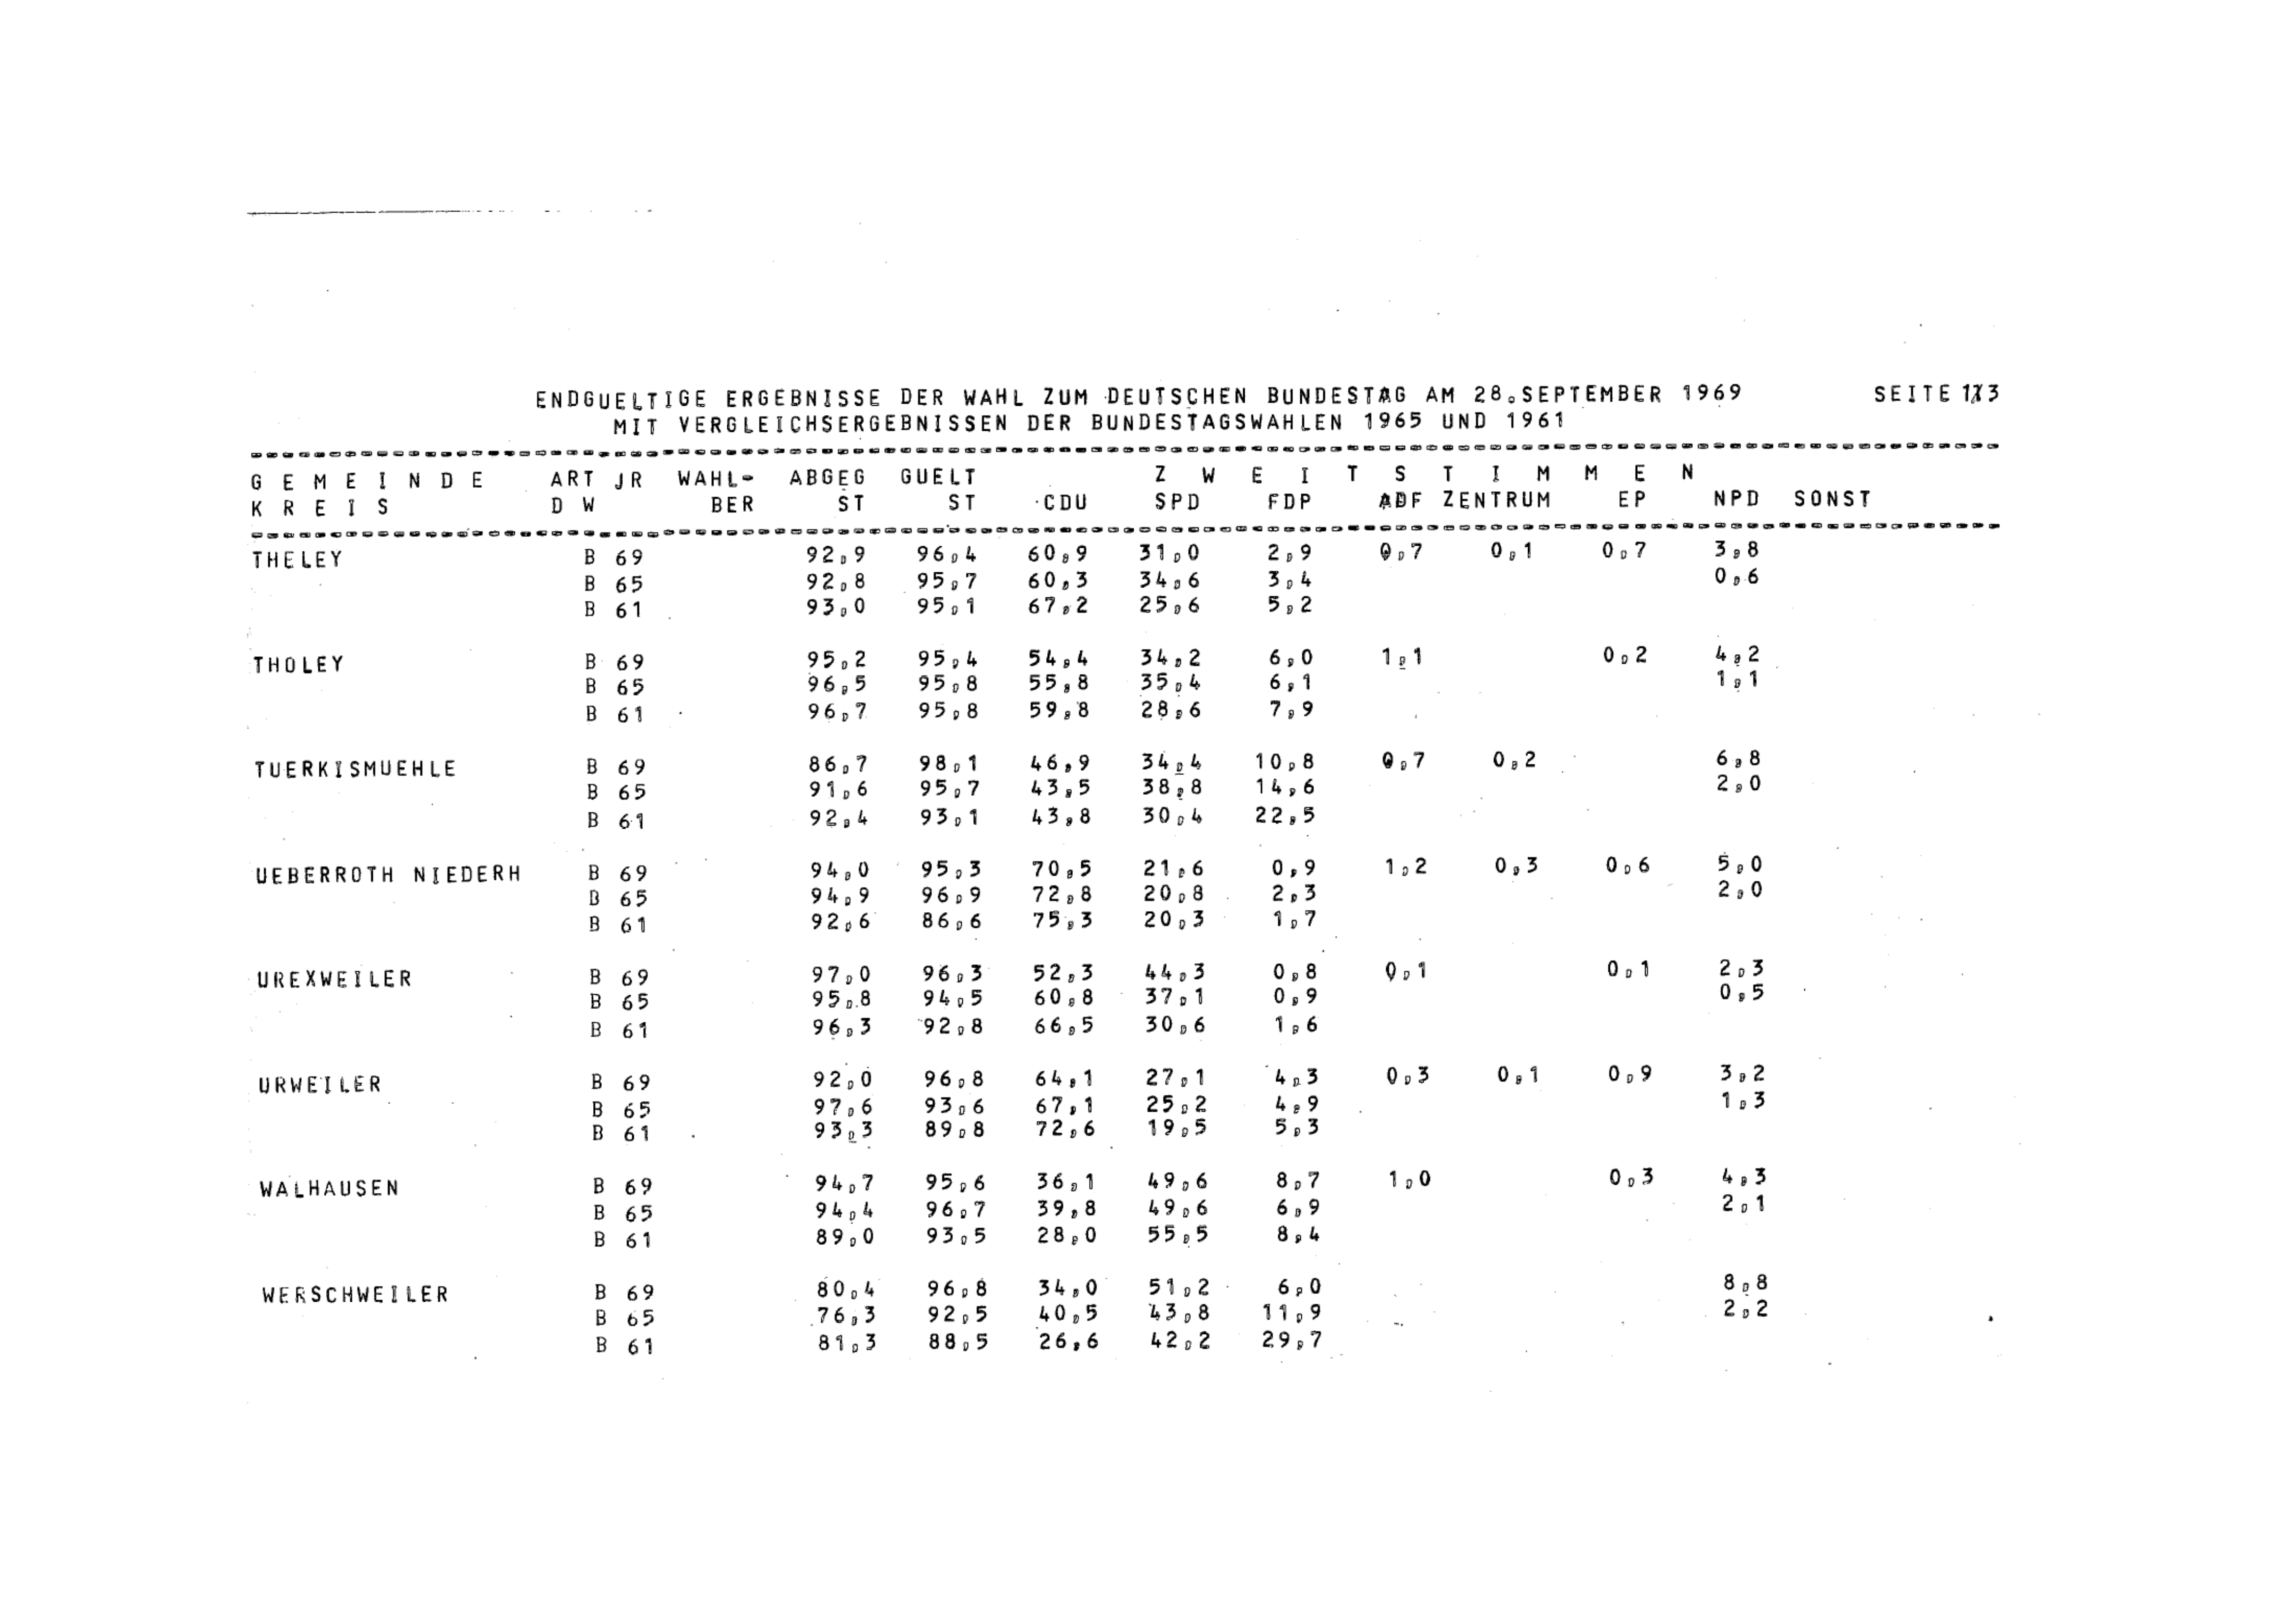 ENDGUELTIGE ERGEBNISSE DER WAHL ZUM DEUTSCHEN BUNDESTAG AM 28.SEPTEMBER 1969 SEITE 113
MIT VERGLEICHSERGEBNISSEN DER BUNDESTAGSWAHLEN 1965 UND 1961
G E M E I N D E ART JR WAHL- ABGEG GUELT Z W E I T S T I M M E N
K R E I S D W BER ST ST CDU SPD FDP ADF ZENTRUM EP NPD SONST
THELEY B 69 92,9 96,4 60,9 31,0 2,9 0,7 0,1 0,7 3,8
B 65 92,8 95,7 60,3 34,6 3,4 0,6
B 61 93,0 95,1 67,2 25,6 5,2
THOLEY B 69 95,2 95,4 54,4 34,2 6,0 1,1 0,2 4,2
B 65 96,5 95,8 55,8 35,4 6,1 1,1
B 61 96,7 95,8 59,8 28,6 7,9
TUERKISMUEHLE B 69 86,7 98,1 46,9 34,4 10,8 0,7 0,2 6,8
B 65 91,6 95,7 43,5 38,8 14,6 2,0
B 61 92,4 93,1 43,8 30,4 22,5
UEBERROTH NIEDERH B 69 94,0 95,3 70,5 21,6 0,9 1,2 0,3 0,6 5,0
B 65 94,9 96,9 72,8 20,8 2,3 2,0
B 61 92,6 86,6 75,3 20,3 1,7
UREXWEILER B 69 97,0 96,3 52,3 44,3 0,8 0,1 0,1 2,3
B 65 95,8 94,5 60,8 37,1 0,9 0,5
B 61 96,3 92,8 66,5 30,6 1,6
URWEILER B 69 92,0 96,8 64,1 27,1 4,3 0,3 0,1 0,9 3,2
B 65 97,6 93,6 67,1 25,2 4,9 1,3
B 61 93,3 89,8 72,6 19,5 5,3
WALHAUSEN B 69 94,7 95,6 36,1 49,6 8,7 1,0 0,3 4,3
B 65 94,4 96,7 39,8 49,6 6,9 2,1
B 61 89,0 93,5 28,0 55,5 8,4
WERSCHWEILER B 69 80,4 96,8 34,0 51,2 6,0 8,8
B 65 76,3 92,5 40,5 43,8 11,9 2,2
B 61 81,3 88,5 26,6 42,2 29,7